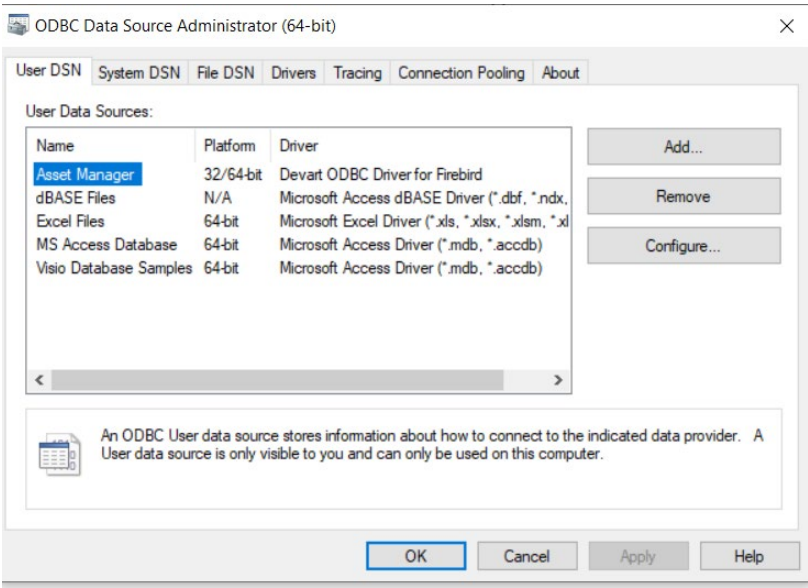 ODBC Data Source Administrator (64-bit)
User DSN System DSN File DSN Drivers Tracing Connection Pooling About
User Data Sources:
Name Platform Driver
Asset Manager 32/64-bit Devart ODBC Driver for Firebird
dBASE Files N/A Microsoft Access dBASE Driver (*.dbf, *.ndx,
Excel Files 64-bit Microsoft Excel Driver (*.xls, *.xlsx, *.xlsm, *.xl
MS Access Database 64-bit Microsoft Access Driver (*.mdb, *.accdb)
Visio Database Samples 64-bit Microsoft Access Driver (*.mdb, *.accdb)
Add...
Remove
Configure...
An ODBC User data source stores information about how to connect to the indicated data provider. A
User data source is only visible to you and can only be used on this computer.
OK Cancel Apply Help